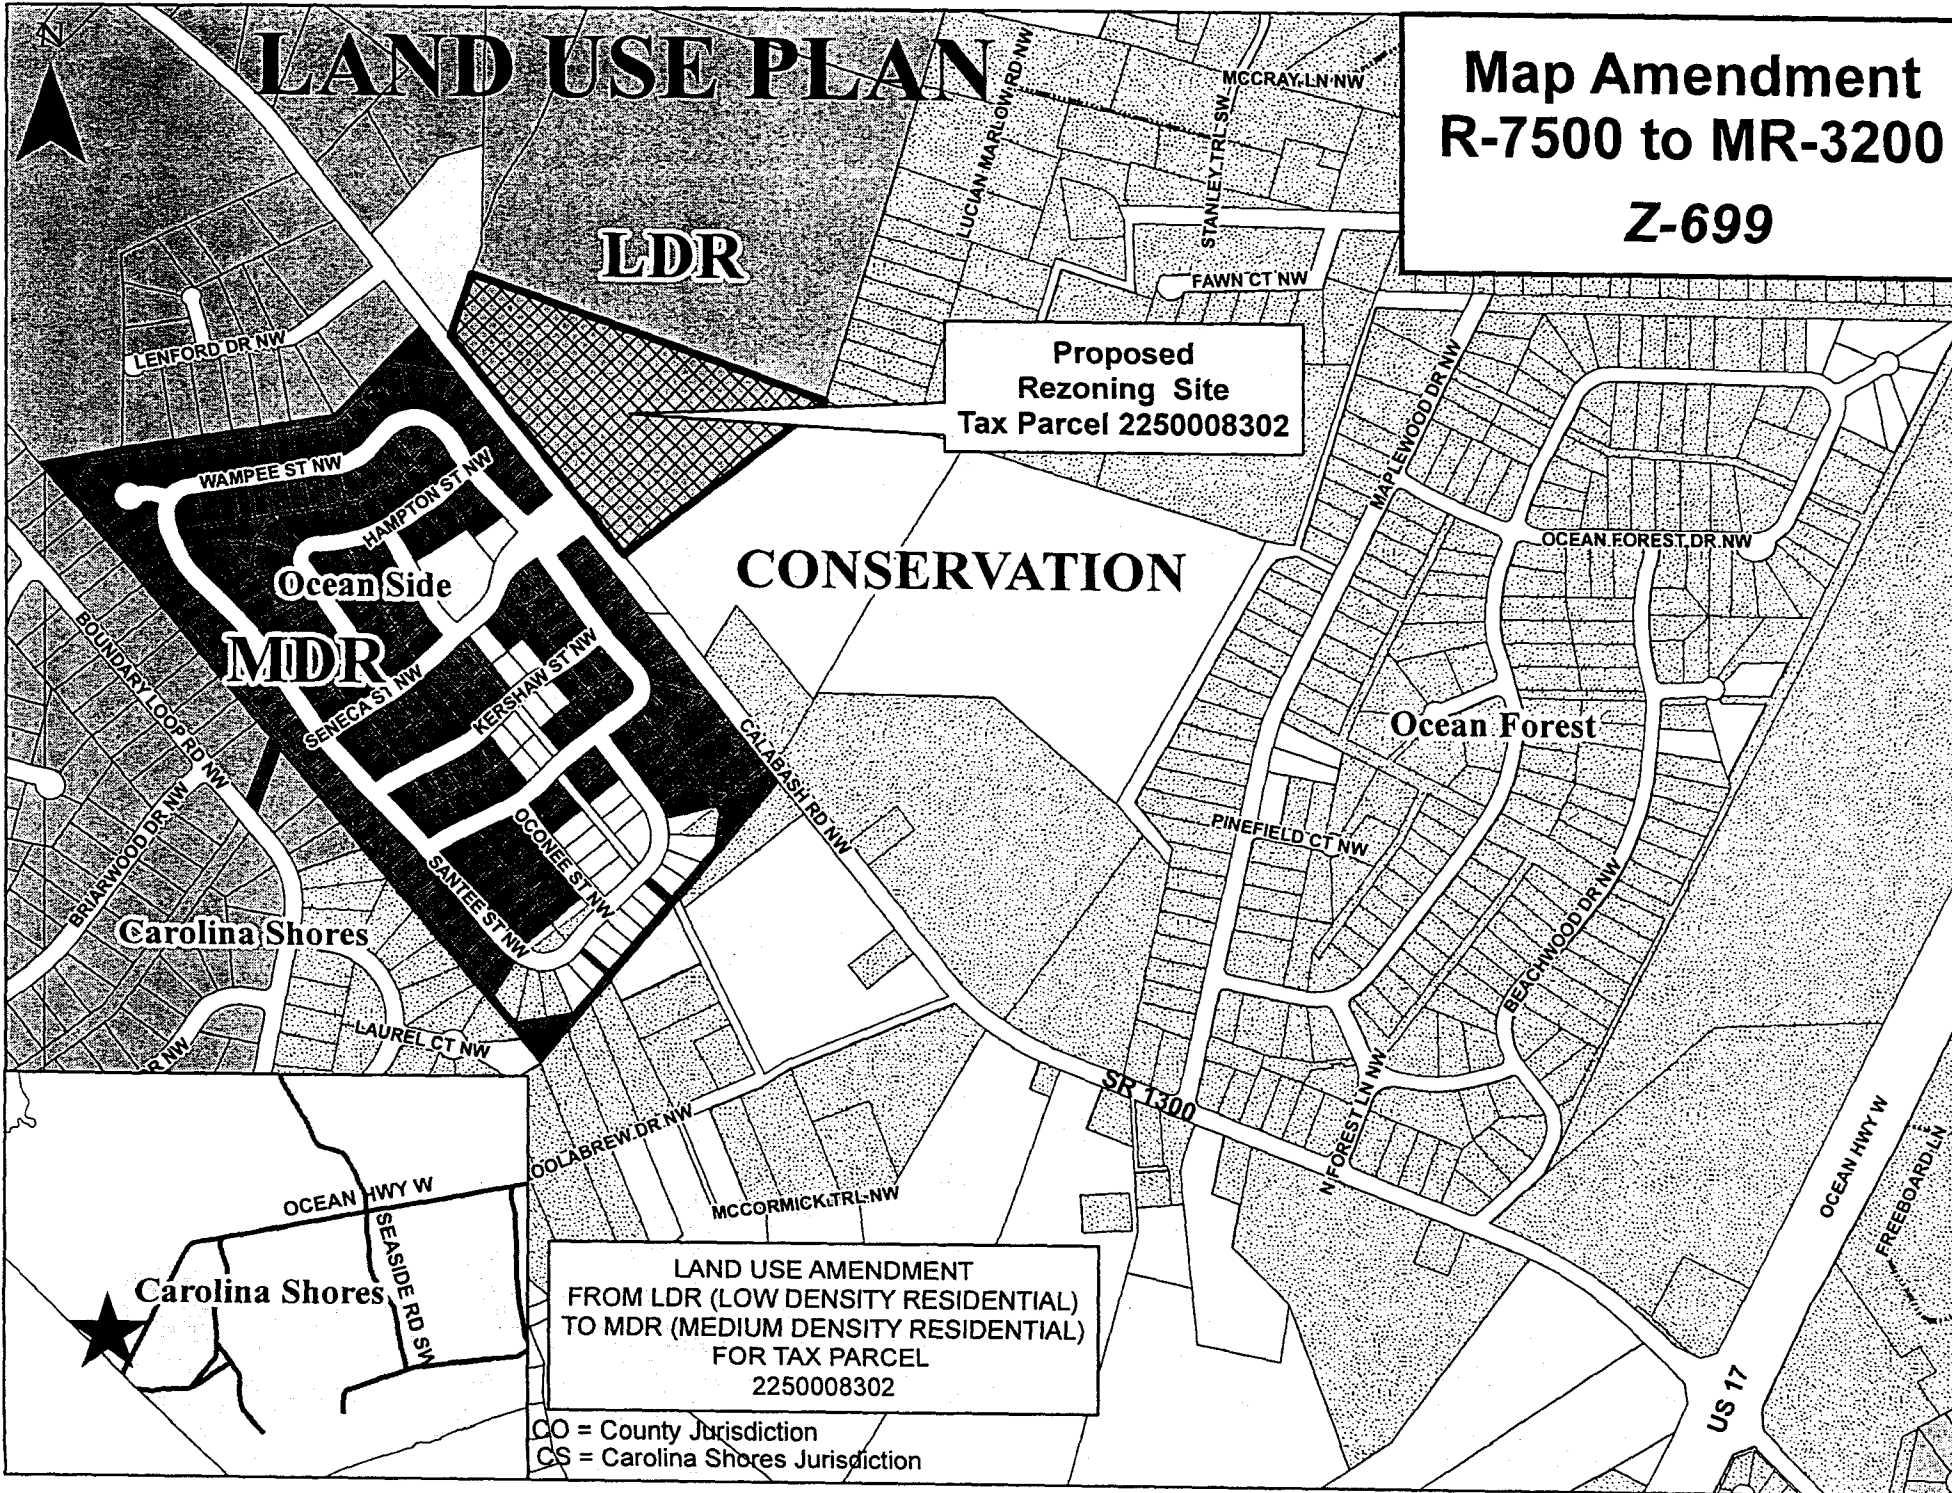 N
LAND USE PLAN
Map Amendment
R-7500 to MR-3200
Z-699
MCCRAY LN NW
LUCIAN MARLOW RD NW
STANLEY TRL SW
LDR
FAWN CT NW
LENFORD DR NW
Proposed
Rezoning Site
Tax Parcel 2250008302
MAPLEWOOD DR NW
WAMPEE ST NW
HAMPTON ST NW
OCEAN FOREST DR NW
CONSERVATION
Ocean Side
MDR
BOUNDARY LOOP RD NW
SENECA ST NW
KERSHAW ST NW
CALABASH RD NW
Ocean Forest
BRIARWOOD DR NW
OCONEE ST NW
SANTEE ST NW
PINEFIELD CT NW
BEACHWOOD DR NW
Carolina Shores
LAUREL CT NW
R NW
SR 1300
N FOREST LN NW
OOLABREW DR NW
MCCORMICK TRL NW
OCEAN HWY W
FREEBOARD LN
US 17
OCEAN HWY W
SEASIDE RD SW
Carolina Shores
LAND USE AMENDMENT
FROM LDR (LOW DENSITY RESIDENTIAL)
TO MDR (MEDIUM DENSITY RESIDENTIAL)
FOR TAX PARCEL
2250008302
CO = County Jurisdiction
CS = Carolina Shores Jurisdiction